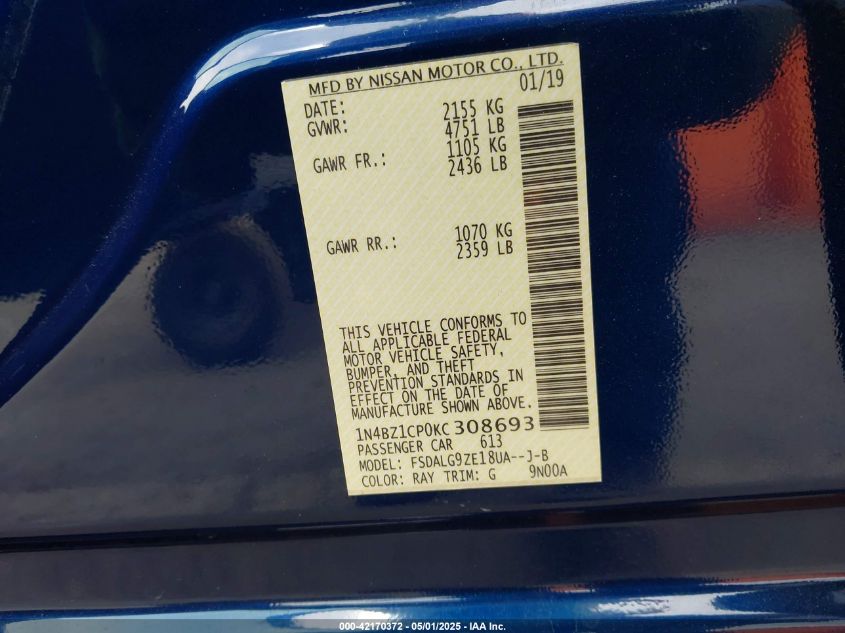 MFD BY NISSAN MOTOR CO., LTD.
DATE: 01/19
GVWR: 2155 KG
4751 LB
GAWR FR.: 1105 KG
2436 LB
GAWR RR.: 1070 KG
2359 LB
THIS VEHICLE CONFORMS TO
ALL APPLICABLE FEDERAL
MOTOR VEHICLE SAFETY,
BUMPER, AND THEFT
PREVENTION STANDARDS IN
EFFECT ON THE DATE OF
MANUFACTURE SHOWN ABOVE.
1N4BZ1CP0KC308693
PASSENGER CAR 613
MODEL: FSDALG9ZE18UA--J-B
COLOR: RAY TRIM: G 9N00A
000-42170372 - 05/01/2025 - IAA Inc.